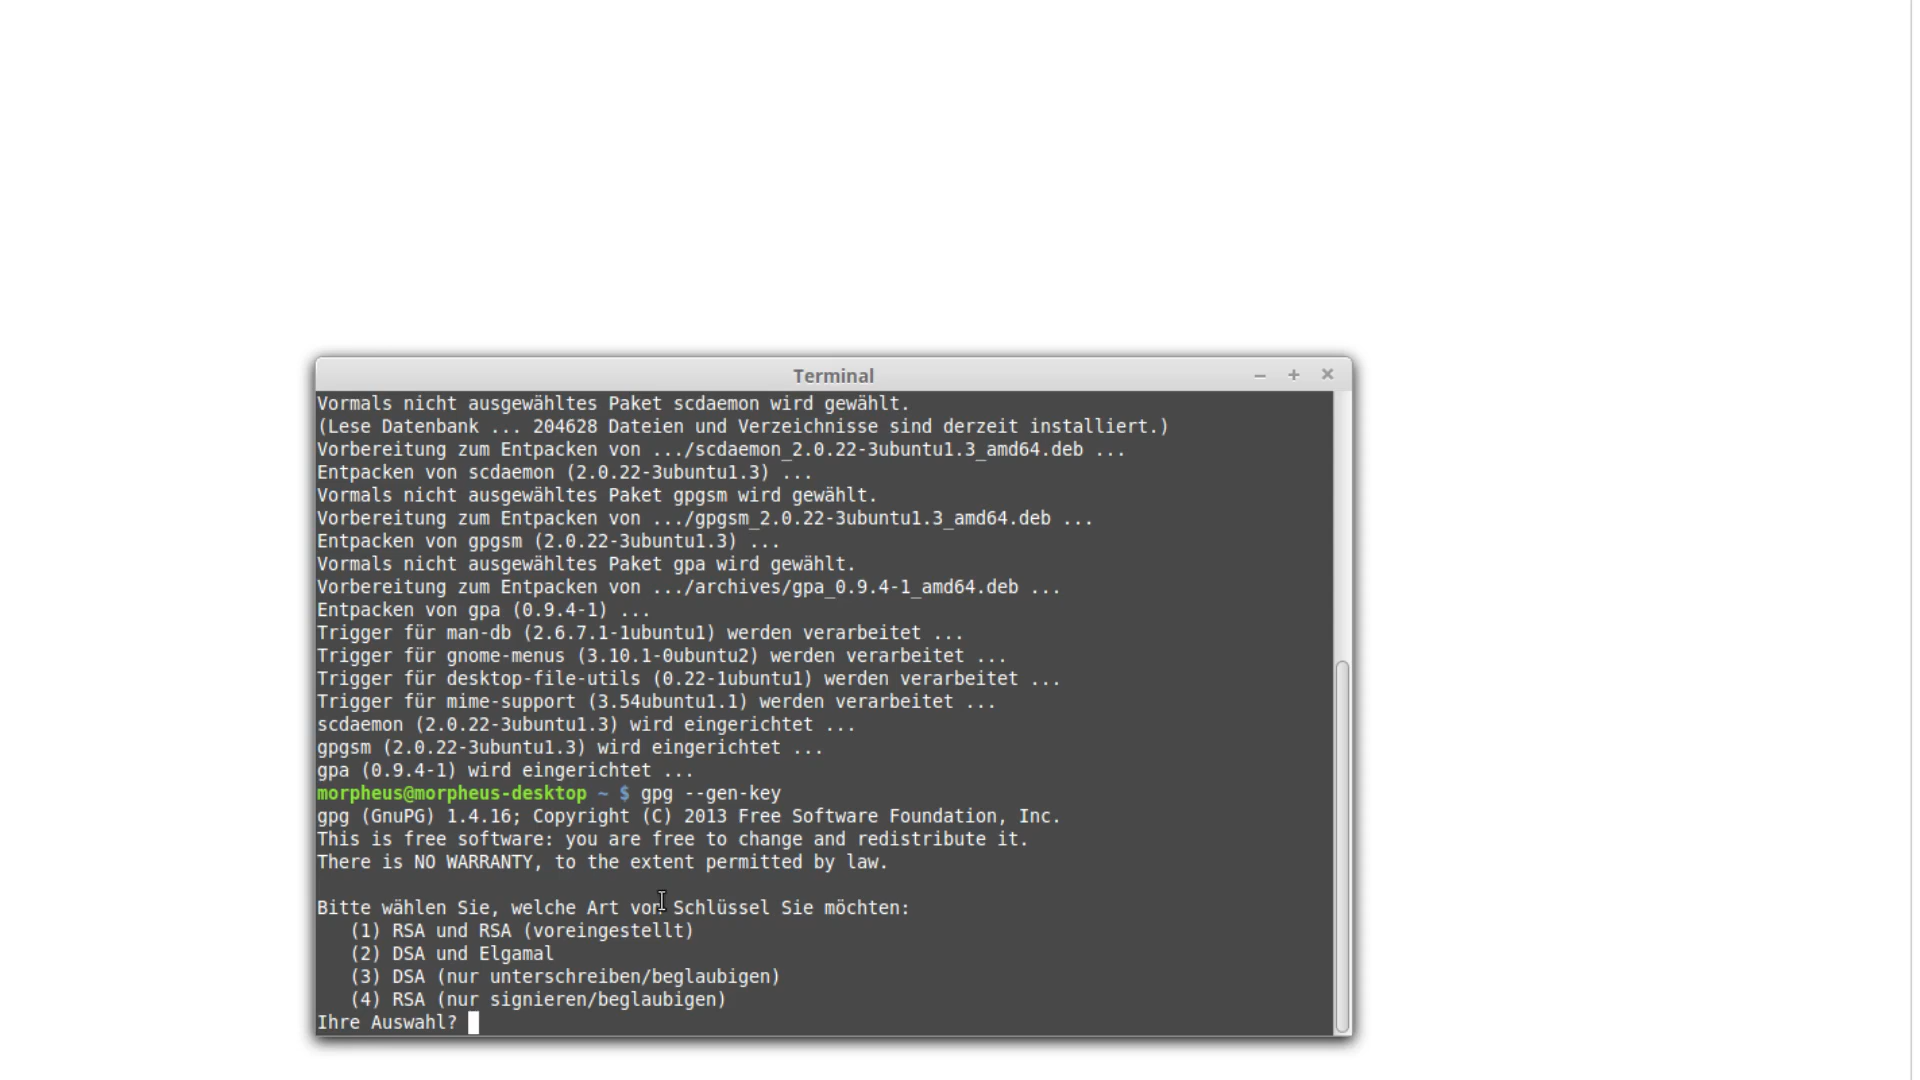 Terminal
Vormals nicht ausgewähltes Paket scdaemon wird gewählt.
(Lese Datenbank ... 204628 Dateien und Verzeichnisse sind derzeit installiert.)
Vorbereitung zum Entpacken von .../scdaemon_2.0.22-3ubuntu1.3_amd64.deb ...
Entpacken von scdaemon (2.0.22-3ubuntu1.3) ...
Vormals nicht ausgewähltes Paket gpgsm wird gewählt.
Vorbereitung zum Entpacken von .../gpgsm_2.0.22-3ubuntu1.3_amd64.deb ...
Entpacken von gpgsm (2.0.22-3ubuntu1.3) ...
Vormals nicht ausgewähltes Paket gpa wird gewählt.
Vorbereitung zum Entpacken von .../archives/gpa_0.9.4-1_amd64.deb ...
Entpacken von gpa (0.9.4-1) ...
Trigger für man-db (2.6.7.1-1ubuntu1) werden verarbeitet ...
Trigger für gnome-menus (3.10.1-0ubuntu2) werden verarbeitet ...
Trigger für desktop-file-utils (0.22-1ubuntu1) werden verarbeitet ...
Trigger für mime-support (3.54ubuntu1.1) werden verarbeitet ...
scdaemon (2.0.22-3ubuntu1.3) wird eingerichtet ...
gpgsm (2.0.22-3ubuntu1.3) wird eingerichtet ...
gpa (0.9.4-1) wird eingerichtet ...
morpheus@morpheus-desktop ~ $ gpg --gen-key
gpg (GnuPG) 1.4.16; Copyright (C) 2013 Free Software Foundation, Inc.
This is free software: you are free to change and redistribute it.
There is NO WARRANTY, to the extent permitted by law.
Bitte wählen Sie, welche Art von Schlüssel Sie möchten:
(1) RSA und RSA (voreingestellt)
(2) DSA und Elgamal
(3) DSA (nur unterschreiben/beglaubigen)
(4) RSA (nur signieren/beglaubigen)
Ihre Auswahl?